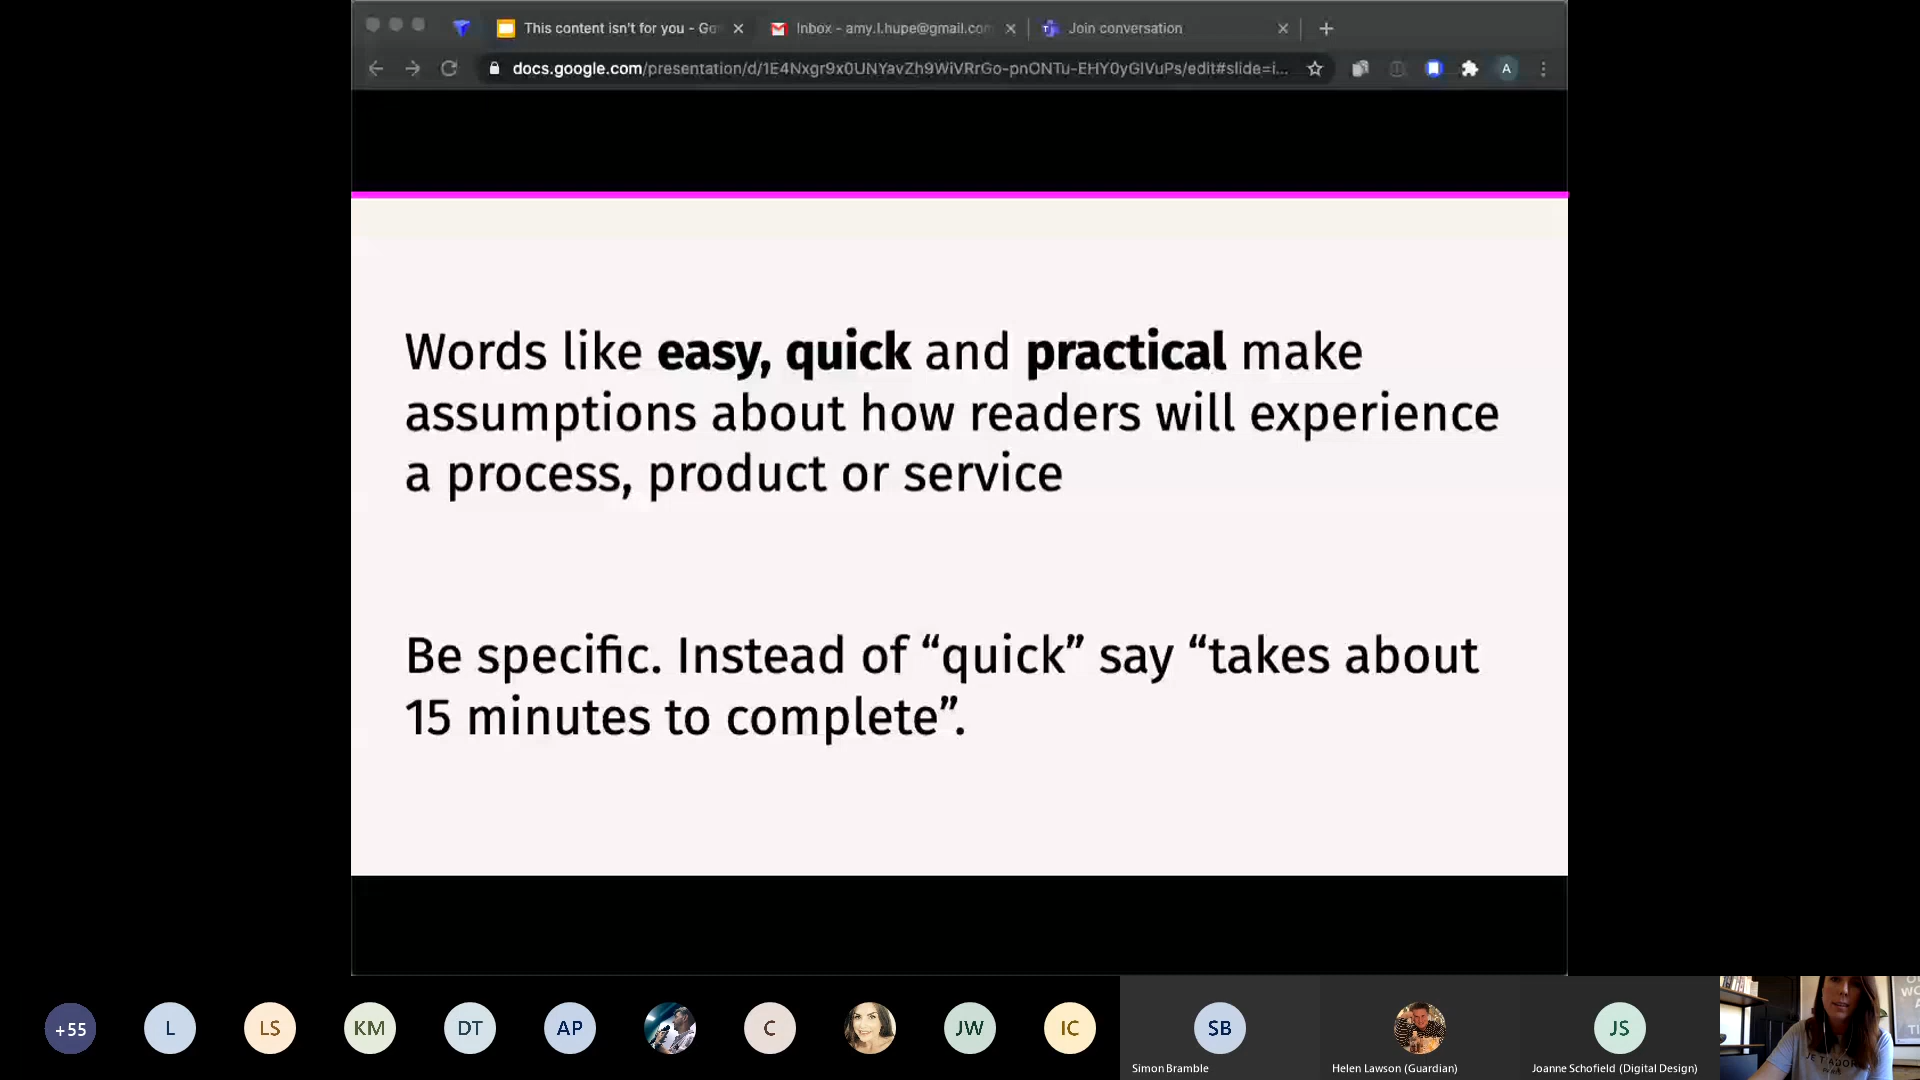 This content isn't for you - Go
Inbox - amy.l.hupe@gmail.co
Join conversation
docs.google.com/presentation/d/1E4Nxgr9x0UNYavZh9WiVRrGo-pnONTu-EHY0yGlVuPs/edit#slide=i...
A
Words like easy, quick and practical make
assumptions about how readers will experience
a process, product or service
Be specific. Instead of “quick” say “takes about
15 minutes to complete”.
+55
L
LS
KM
DT
AP
C
JW
IC
SB
JS
Simon Bramble
Helen Lawson (Guardian)
Joanne Schofield (Digital Design)